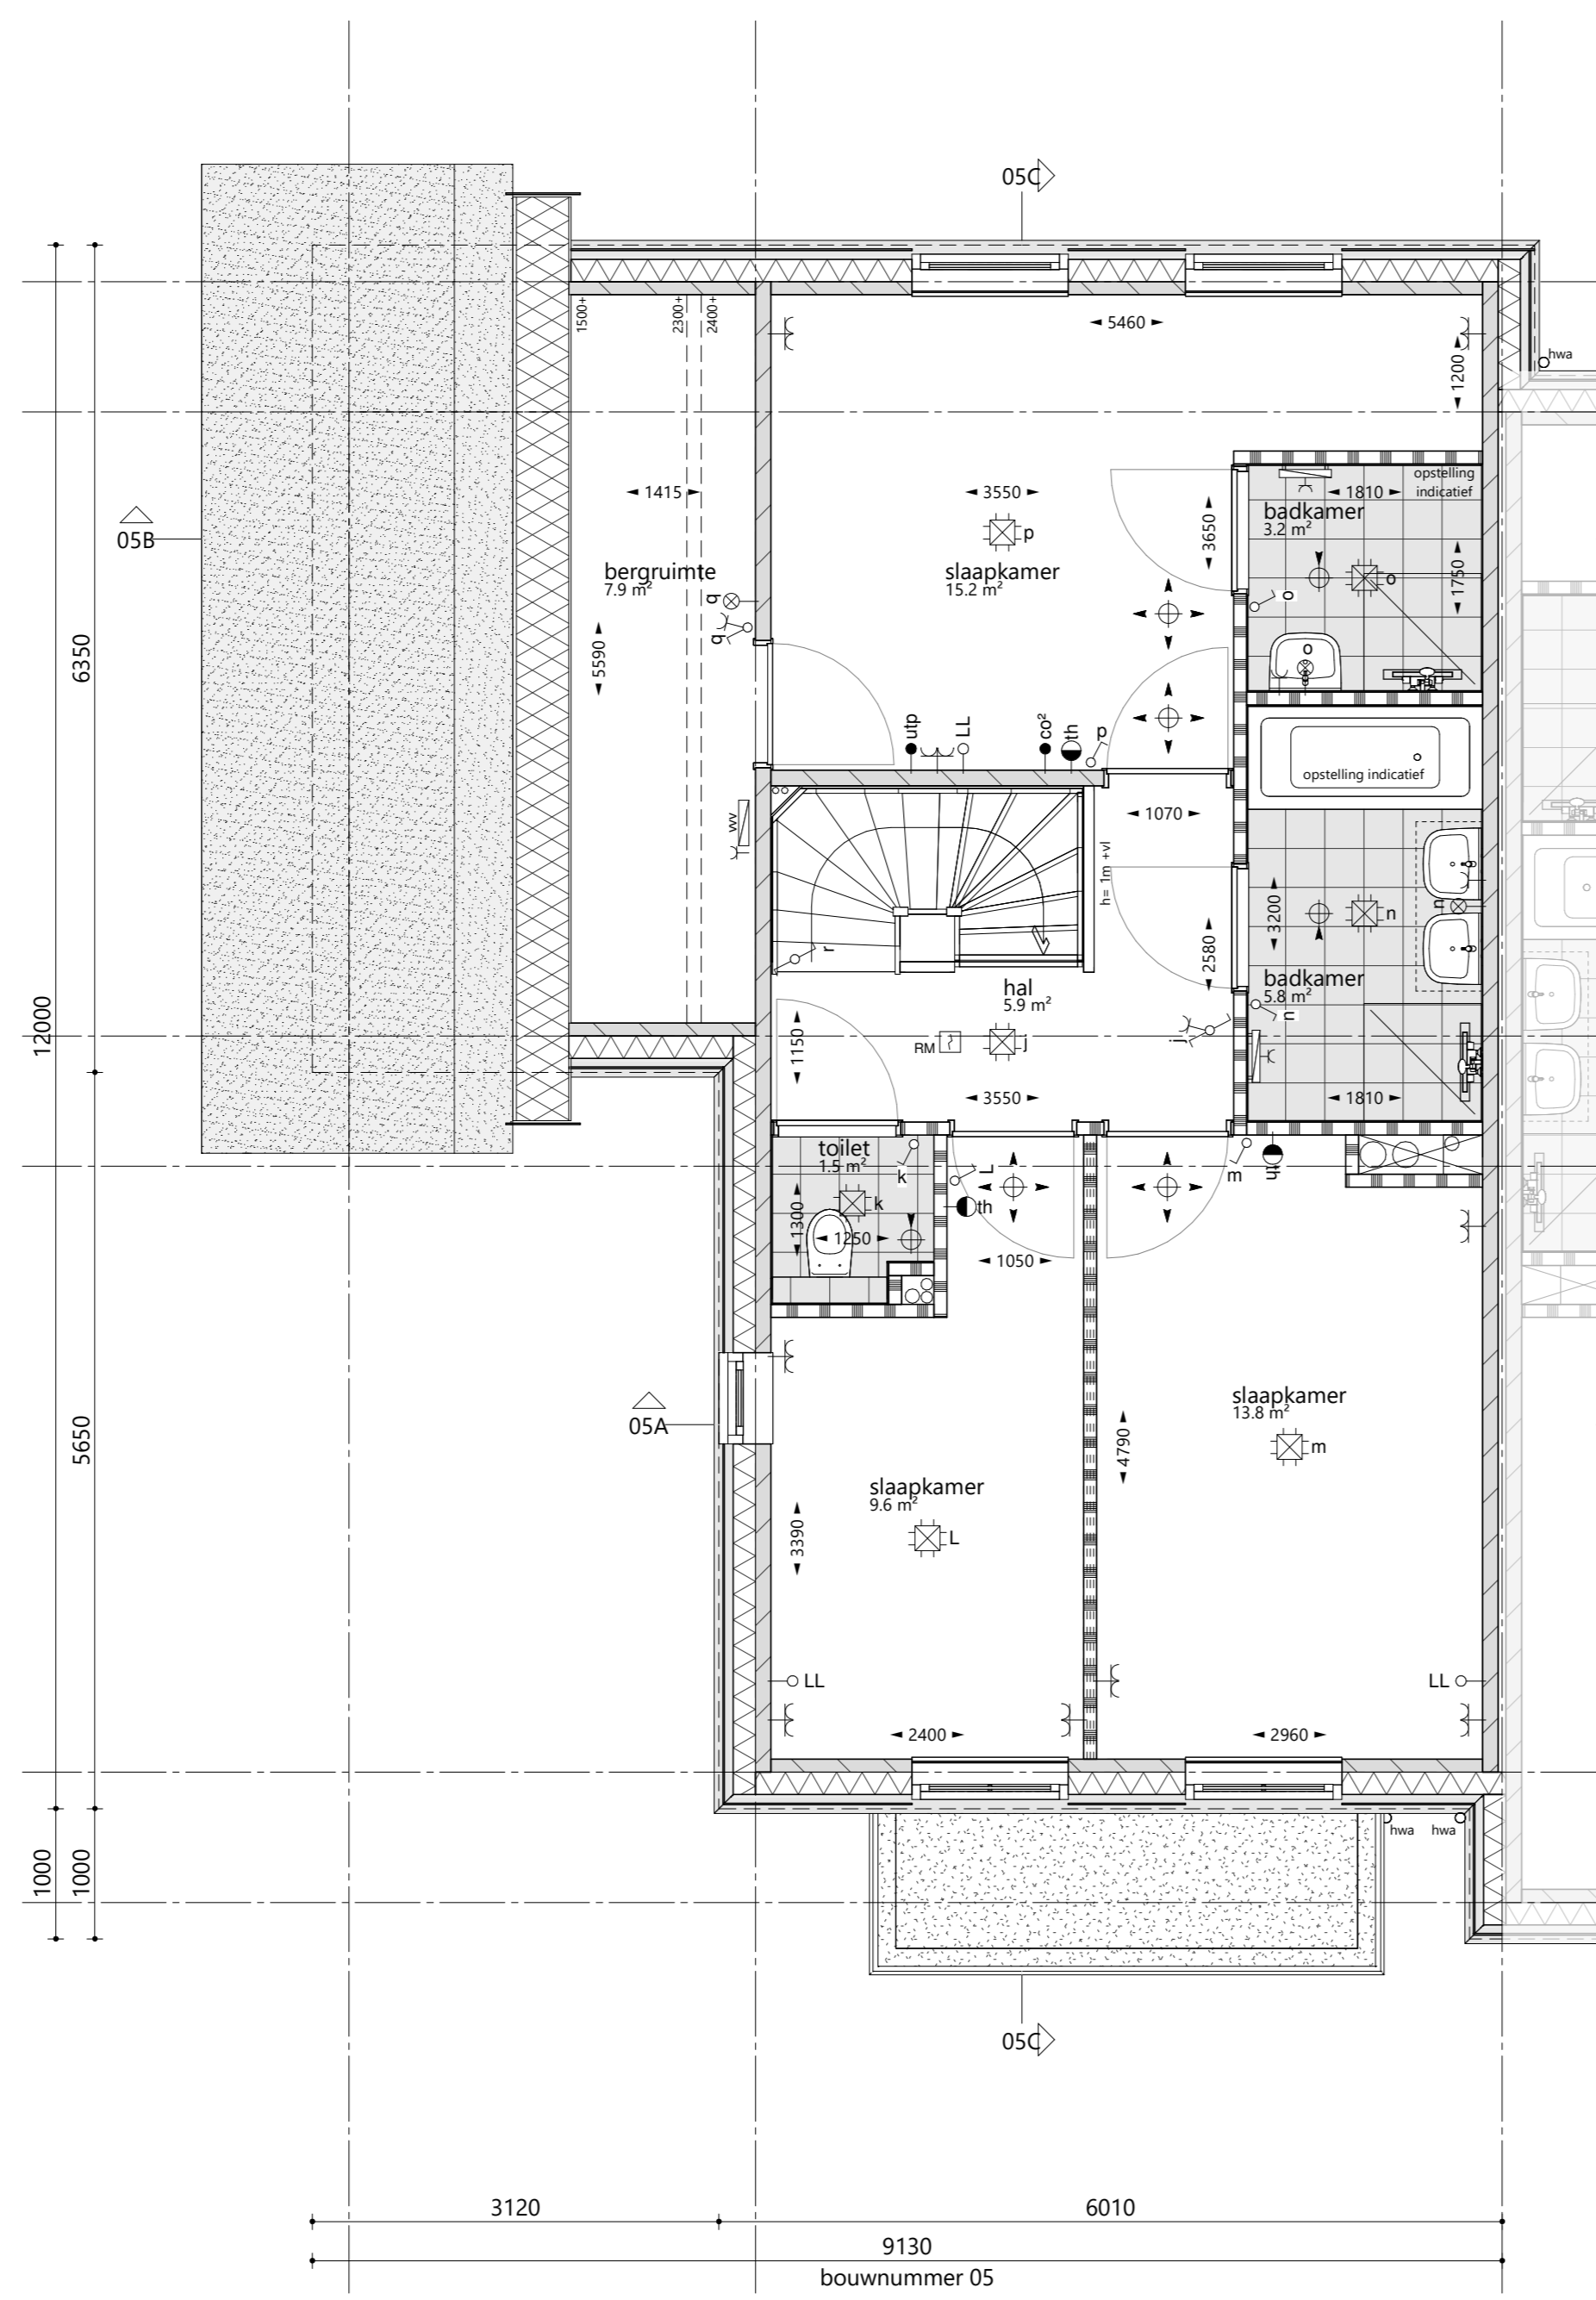 05C
hwa
1500+
2300+
2400+
5460
1200
1415
3550
1810
opstelling
indicatief
badkamer
3.2 m²
3650
p
05B
bergruimte
7.9 m²
slaapkamer
15.2 m²
o
1750
q
o
q
6350
5590
o
utp
LL
co²
th
p
opstelling indicatief
1070
wv
h= 1m +vl
n
3200
n
r
2580
hal
5.9 m²
badkamer
5.8 m²
n
12000
1150
RM
j
j
3550
1810
toilet
1.5 m²
k
L
m
th
k
th
1300
1250
1050
05A
slaapkamer
13.8 m²
m
4790
5650
slaapkamer
9.6 m²
L
3390
LL
LL
2400
2960
hwa
hwa
1000
1000
05C
3120
6010
9130
bouwnummer 05